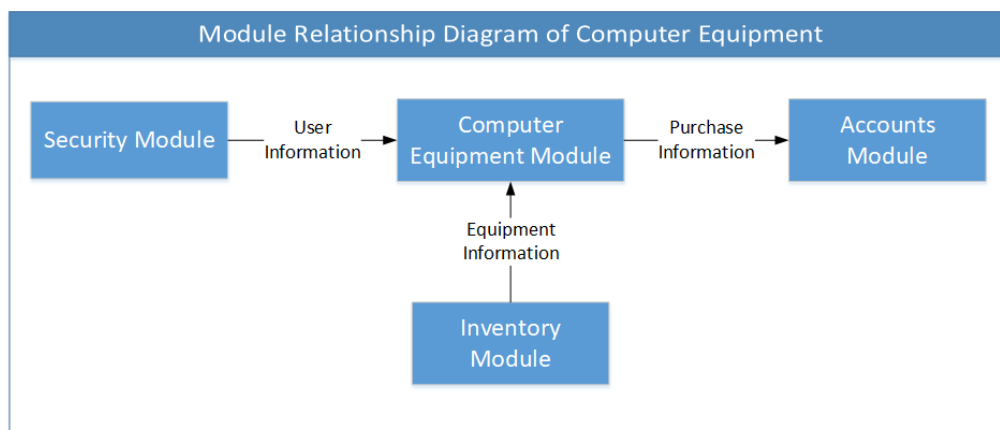 Module Relationship Diagram of Computer Equipment
Security Module
User
Information
Computer
Equipment Module
Purchase
Information
Accounts
Module
Equipment
Information
Inventory
Module